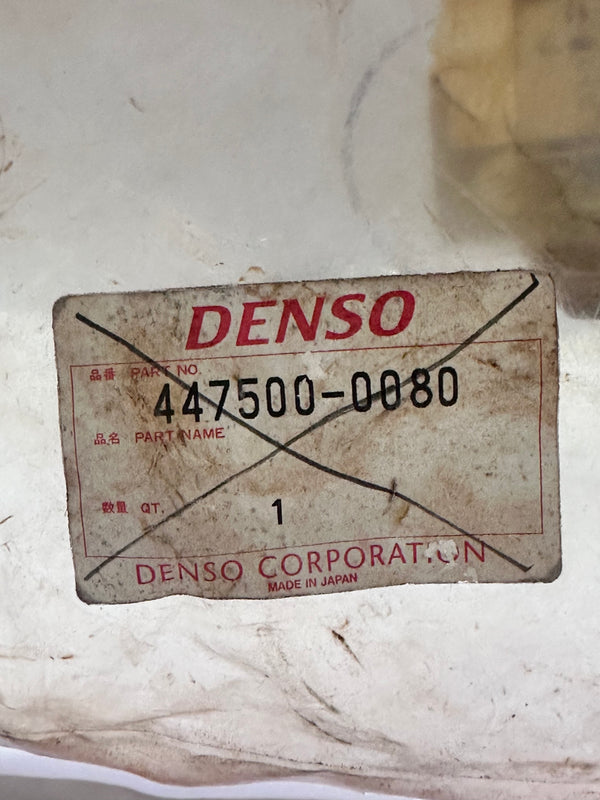 DENSO
品番 PART NO.
447500-0080
品名 PART NAME
数量 QT. 1
DENSO CORPORATION
MADE IN JAPAN